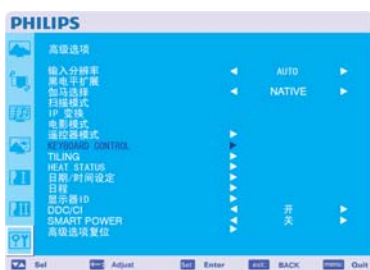 PHILIPS
高级选项
输入分辨率 AUTO
黑电平扩展
伽马选择 NATIVE
扫描模式
IP 变换
电影模式
遥控器模式
KEYBOARD CONTROL
TILING
HEAT STATUS
日期/时间设定
日程
显示器ID
DDC/CI 开
SMART POWER 关
高级选项复位
Sel Adjust Set Enter EXIT BACK MENU Quit